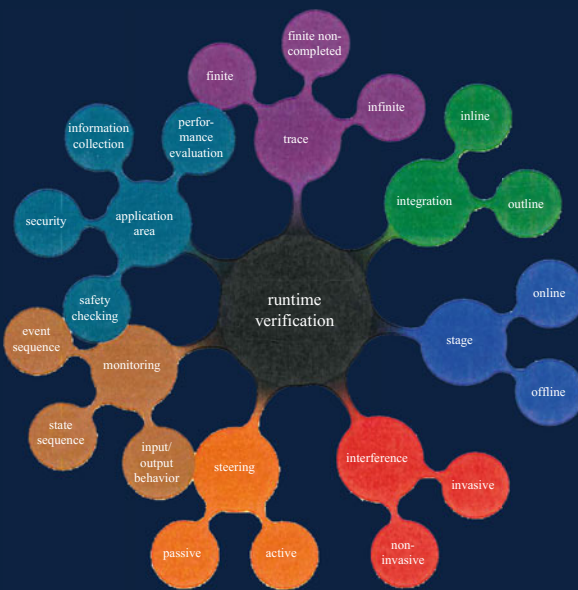 finite non-
completed
finite
infinite
trace
information
collection
perfor-
mance
evaluation
inline
integration
outline
security
application
area
safety
checking
runtime
verification
online
stage
offline
event
sequence
monitoring
state
sequence
input/
output
behavior
steering
interference
invasive
passive
active
non-
invasive